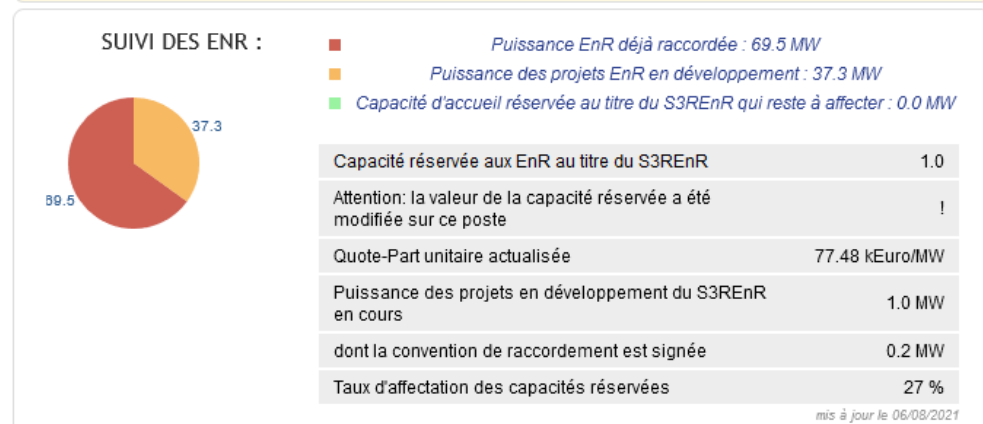 SUIVI DES ENR :
Puissance EnR déjà raccordée : 69.5 MW
Puissance des projets EnR en développement : 37.3 MW
Capacité d'accueil réservée au titre du S3REnR qui reste à affecter : 0.0 MW
37.3
69.5
Capacité réservée aux EnR au titre du S3REnR 1.0
Attention: la valeur de la capacité réservée a été
modifiée sur ce poste !
Quote-Part unitaire actualisée 77.48 kEuro/MW
Puissance des projets en développement du S3REnR
en cours 1.0 MW
dont la convention de raccordement est signée 0.2 MW
Taux d'affectation des capacités réservées 27 %
mis à jour le 06/08/2021